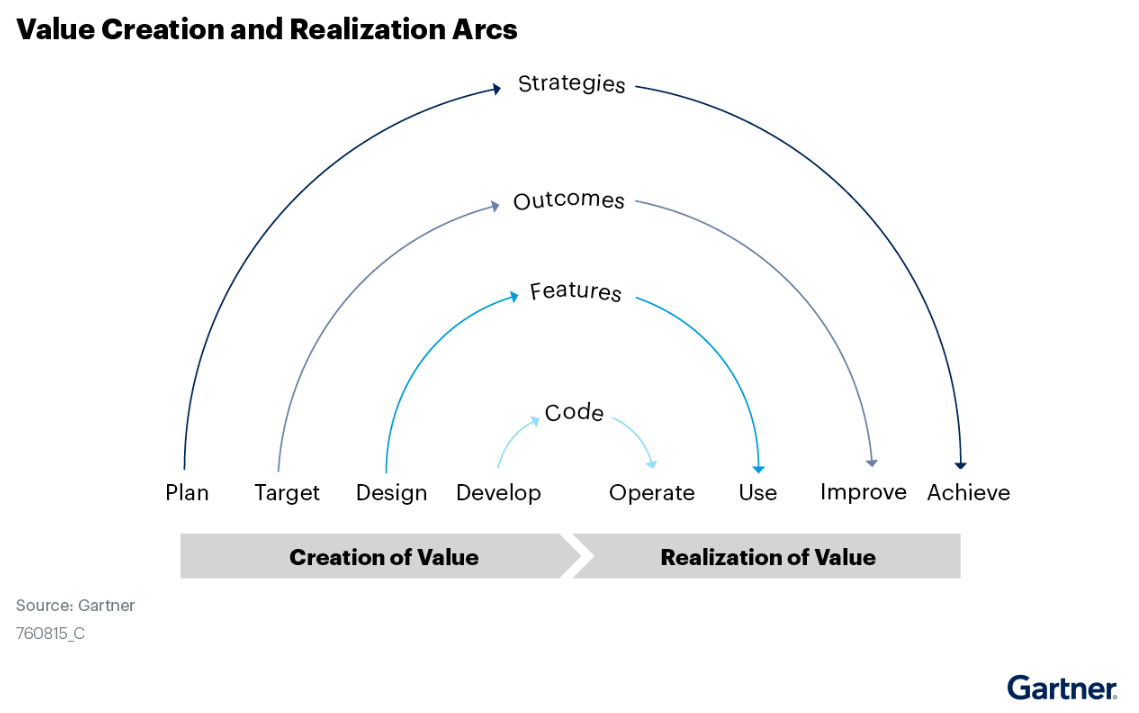 Value Creation and Realization Arcs
Strategies
Outcomes
Features
Code
Plan Target Design Develop Operate Use Improve Achieve
Creation of Value Realization of Value
Source: Gartner
760815_C
Gartner